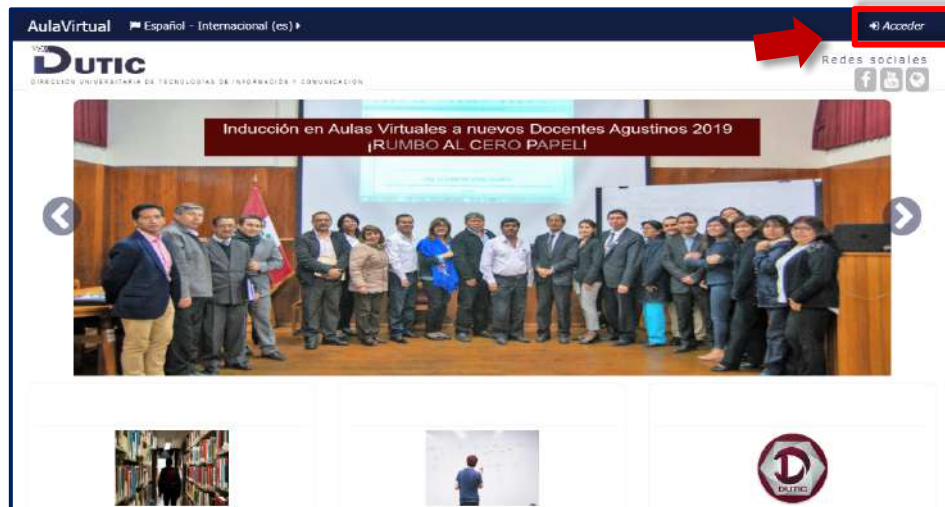 AulaVirtual Español - Internacional (es)
Acceder
DUTIC
DIRECCIÓN UNIVERSITARIA DE TECNOLOGÍAS DE INFORMACIÓN Y COMUNICACIÓN
Redes sociales
Inducción en Aulas Virtuales a nuevos Docentes Agustinos 2019
¡RUMBO AL CERO PAPEL!
DUTIC